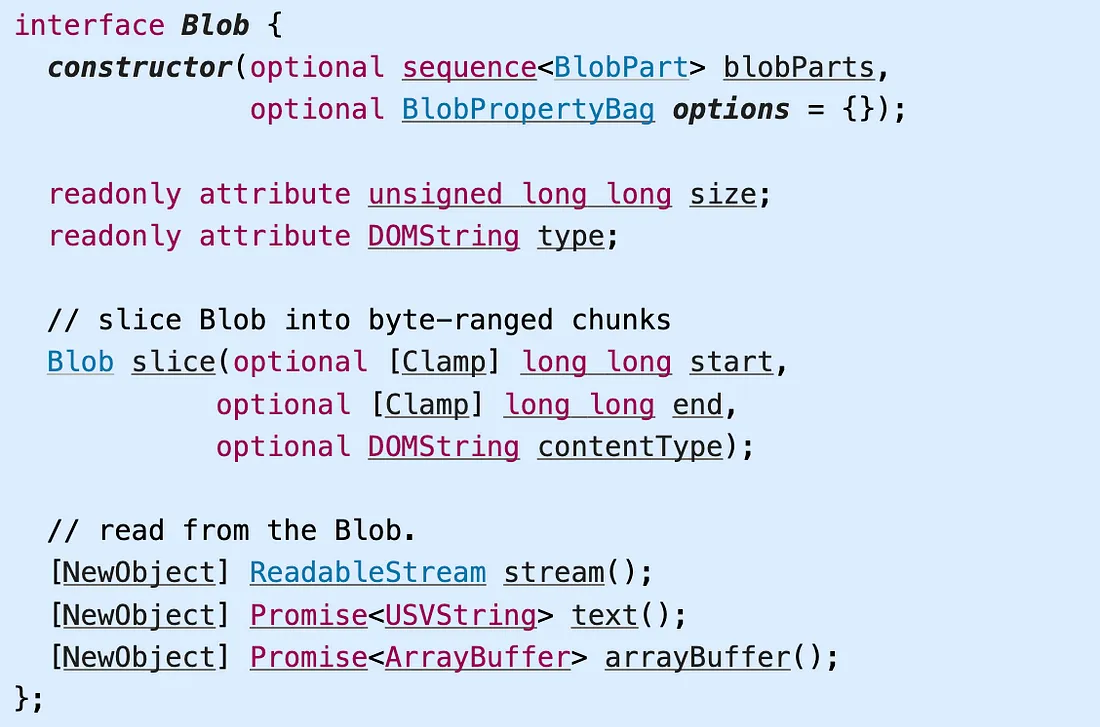 interface Blob {
constructor(optional sequence<BlobPart> blobParts,
optional BlobPropertyBag options = {});
readonly attribute unsigned long long size;
readonly attribute DOMString type;
// slice Blob into byte-ranged chunks
Blob slice(optional [Clamp] long long start,
optional [Clamp] long long end,
optional DOMString contentType);
// read from the Blob.
[NewObject] ReadableStream stream();
[NewObject] Promise<USVString> text();
[NewObject] Promise<ArrayBuffer> arrayBuffer();
};